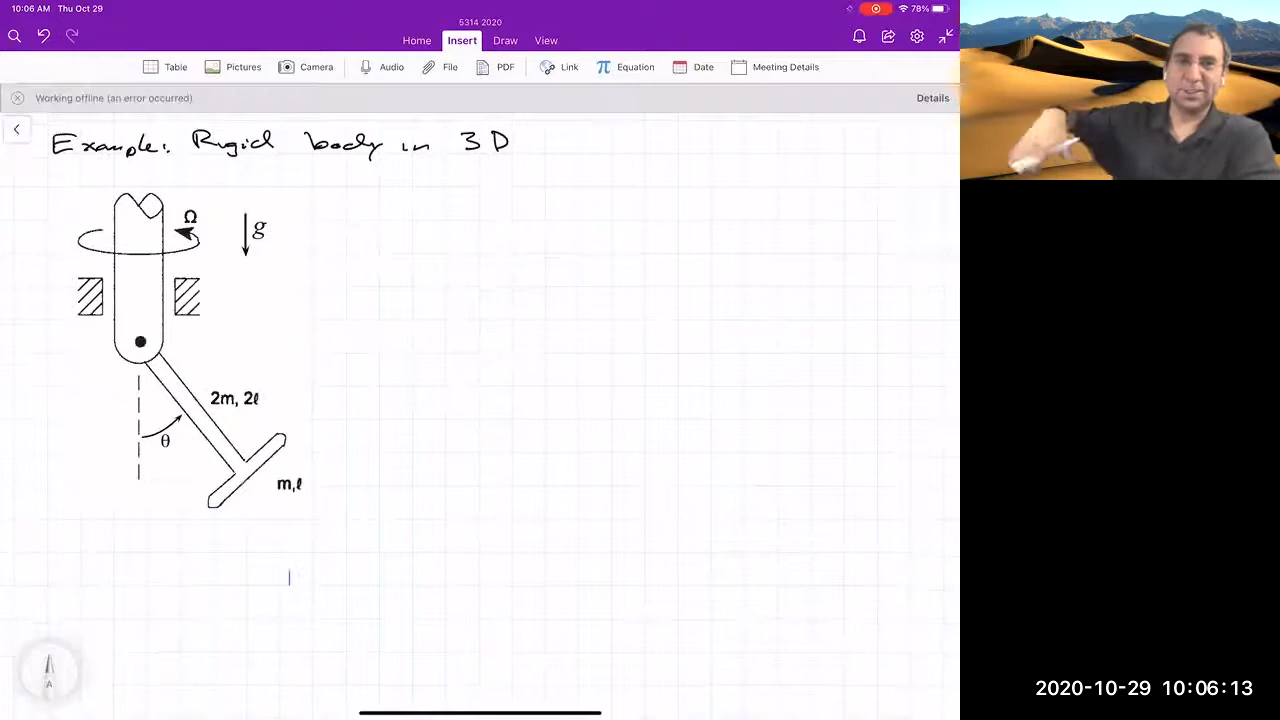 10:06 AM Thu Oct 29
78%
5314 2020
Home Insert Draw View
Table Pictures Camera Audio File PDF Link Equation Date Meeting Details
Working offline (an error occurred) Details
Example: Rigid body in 3D
Ω
g
2m, 2ℓ
θ
m,ℓ
A
2020-10-29 10:06:13